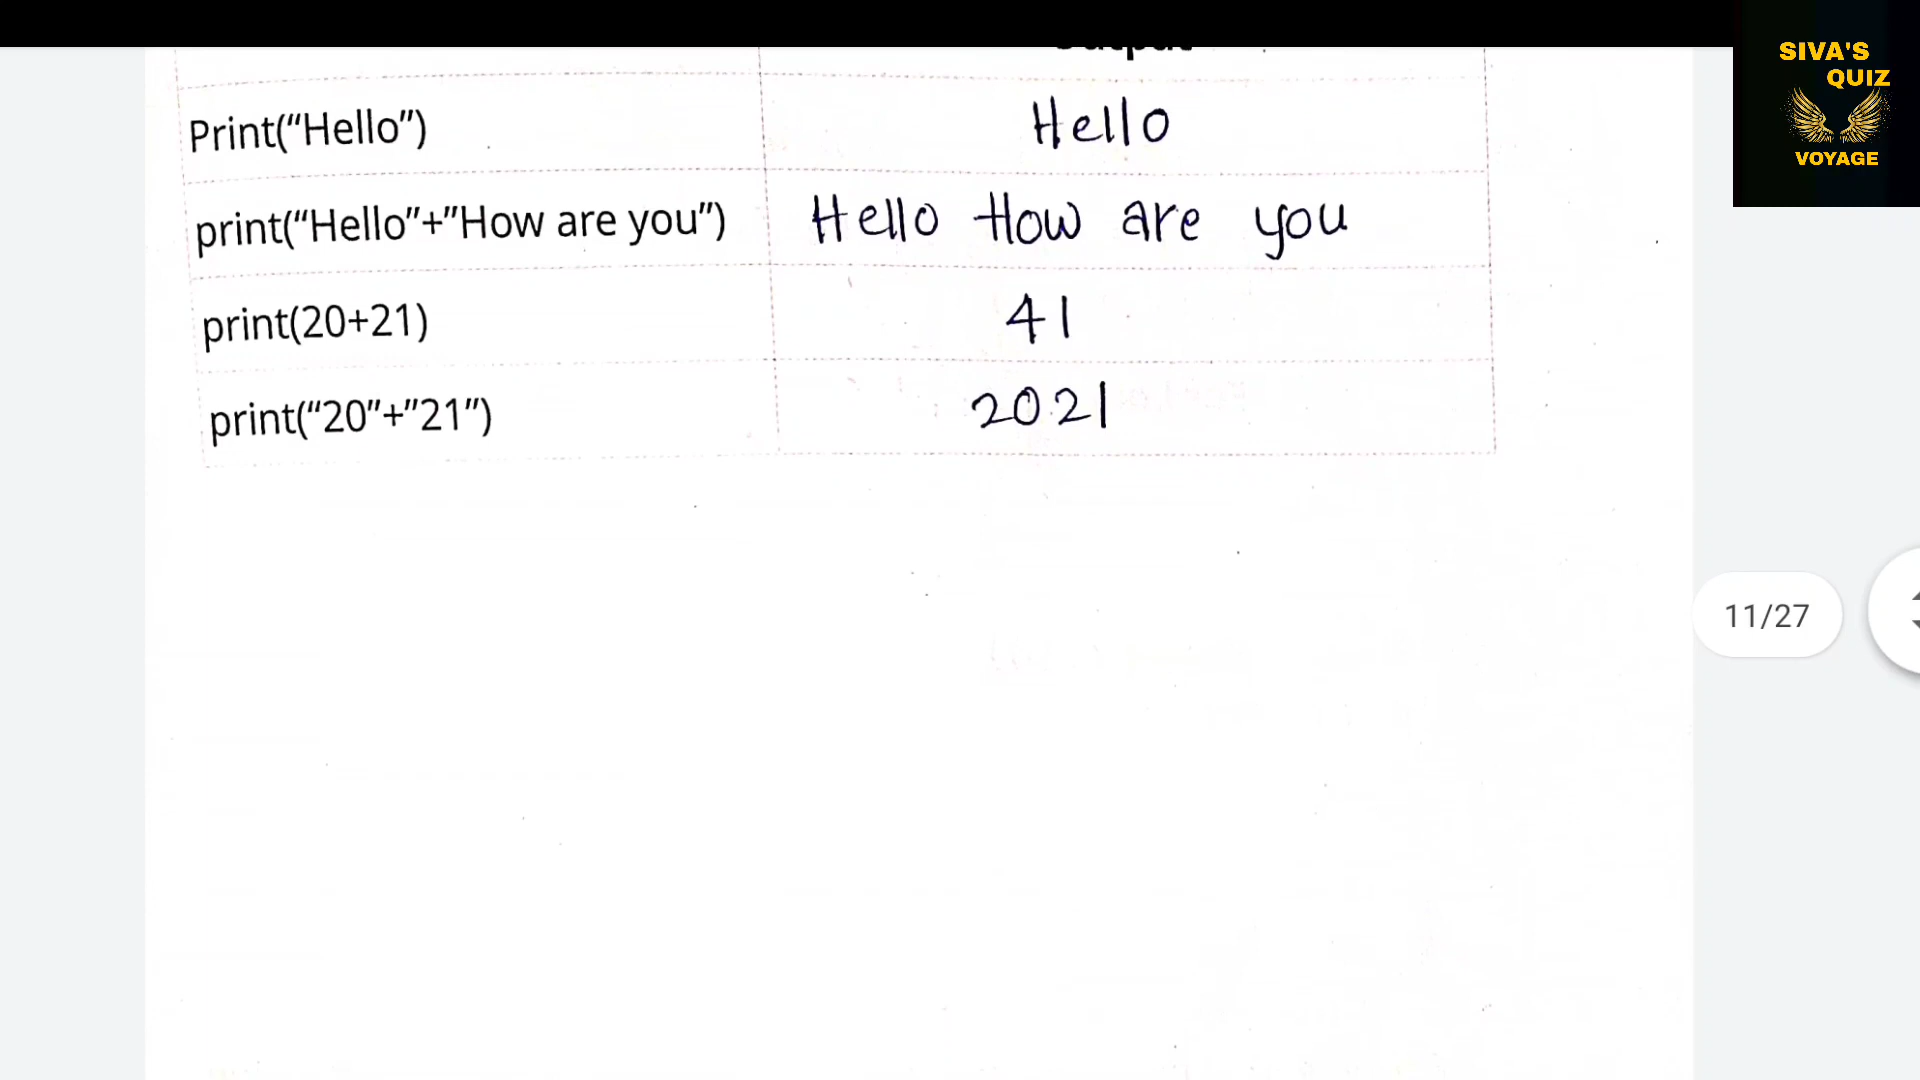 Output
SIVA'S
QUIZ
VOYAGE
Print(“Hello”) Hello
print(“Hello”+”How are you”) Hello How are you
print(20+21) 41
print(“20”+”21”) 2021
11/27